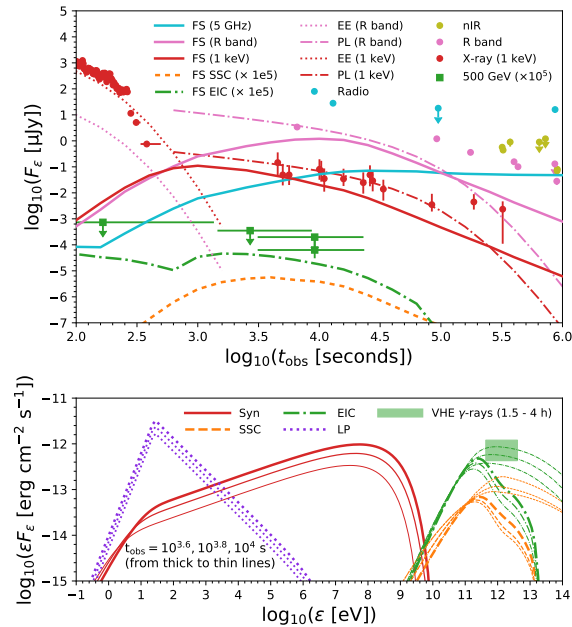 FS (5 GHz)
FS (R band)
FS (1 keV)
FS SSC (× 1e5)
FS EIC (× 1e5)
EE (R band)
PL (R band)
EE (1 keV)
PL (1 keV)
Radio
nIR
R band
X-ray (1 keV)
500 GeV (×10⁵)
log₁₀(Fε [μJy])
4
3
2
1
0
−1
−2
−3
−4
−5
−6
−7
2.0 2.5 3.0 3.5 4.0 4.5 5.0 5.5 6.0
log₁₀(t_obs [seconds])
Syn
SSC
EIC
LP
VHE γ-rays (1.5 - 4 h)
log₁₀(εFε [erg cm⁻² s⁻¹])
−11
−12
−13
−14
−15
t_obs = 10^3.6, 10^3.8, 10^4 s
(from thick to thin lines)
−1 0 1 2 3 4 5 6 7 8 9 10 11 12 13 14
log₁₀(ε [eV])